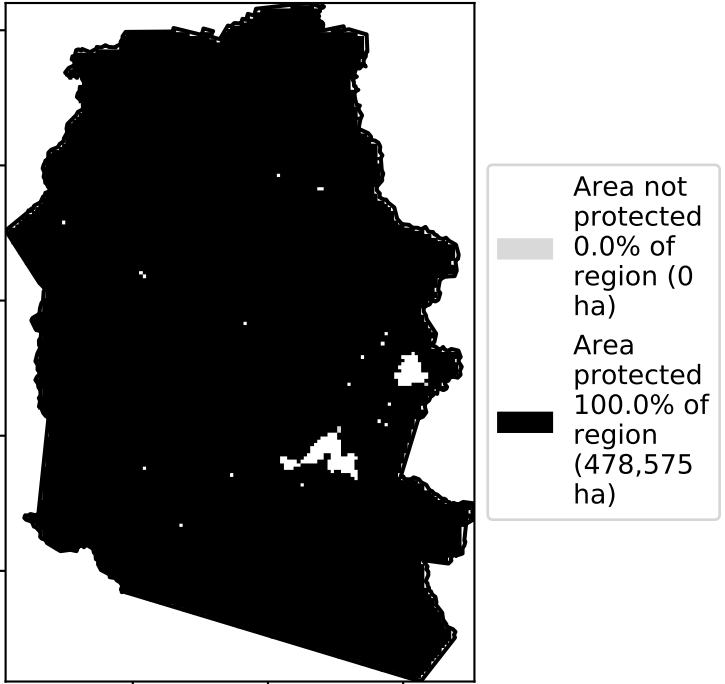 Area not
protected
0.0% of
region (0
ha)
Area
protected
100.0% of
region
(478,575
ha)